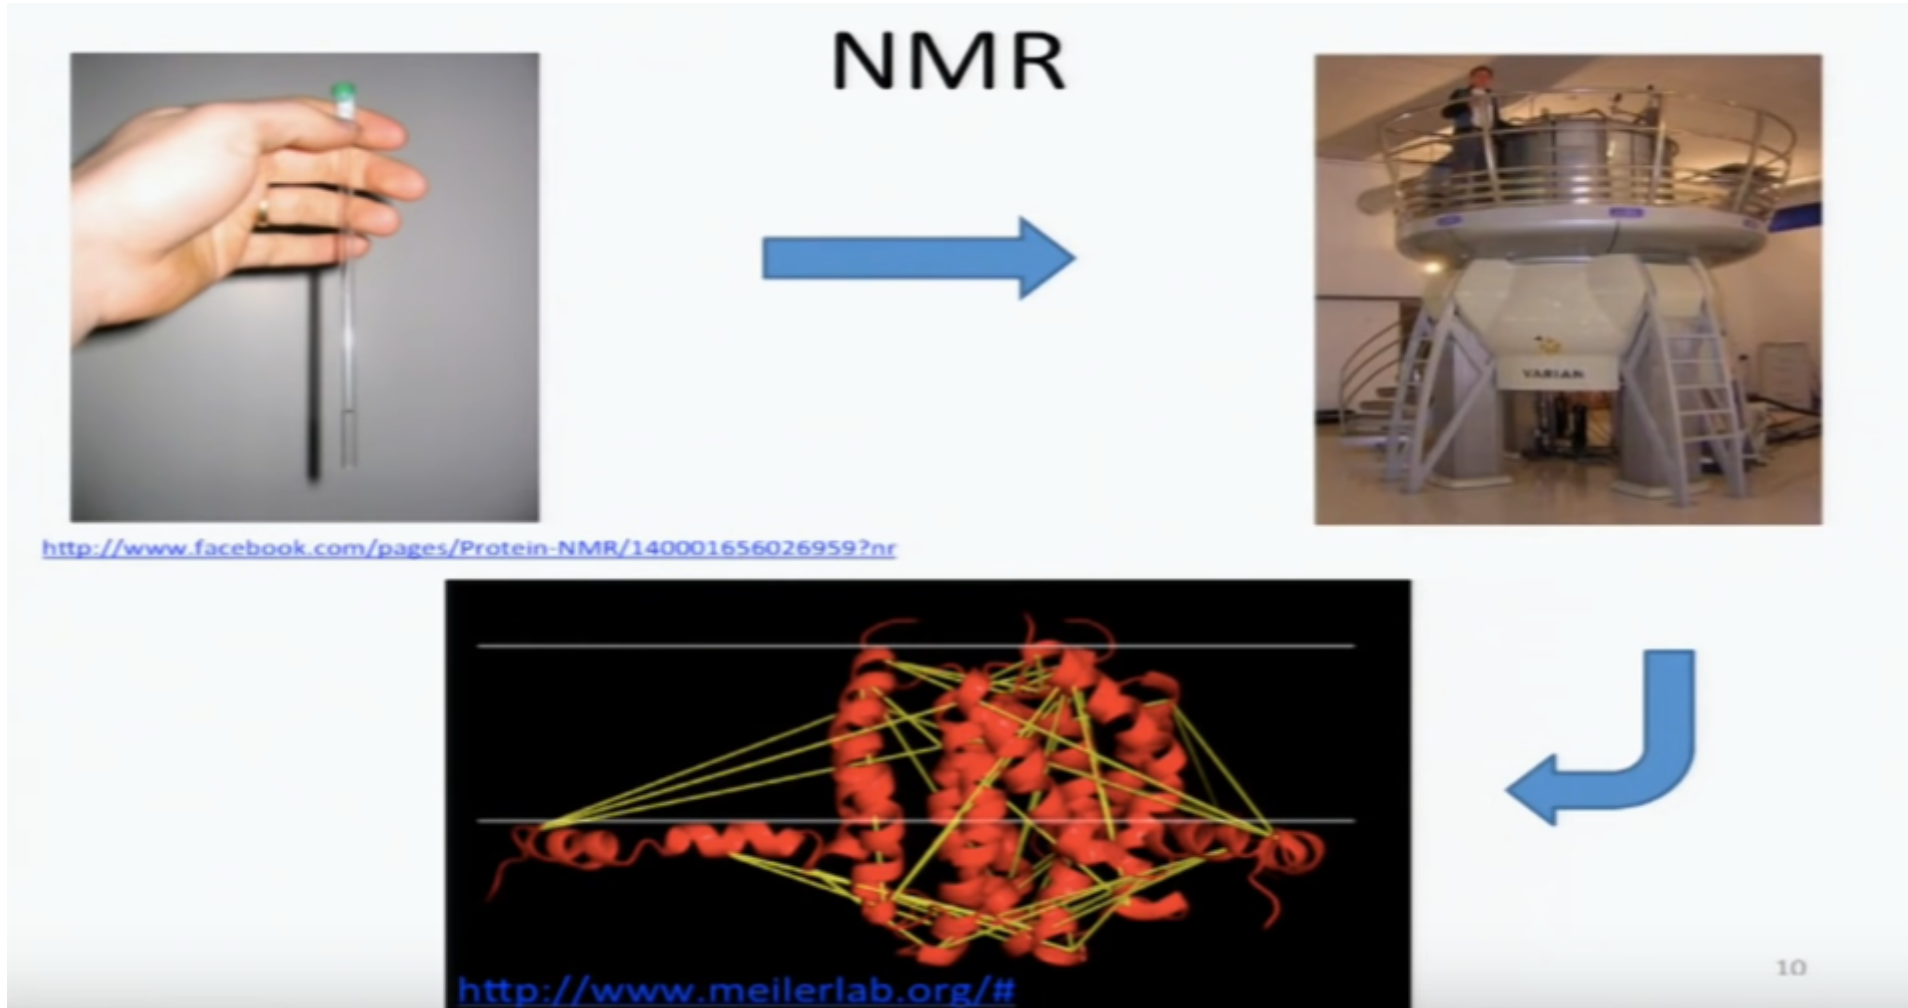 NMR
VARIAN
http://www.facebook.com/pages/Protein-NMR/140001656026959?nr
http://www.meilerlab.org/#
10